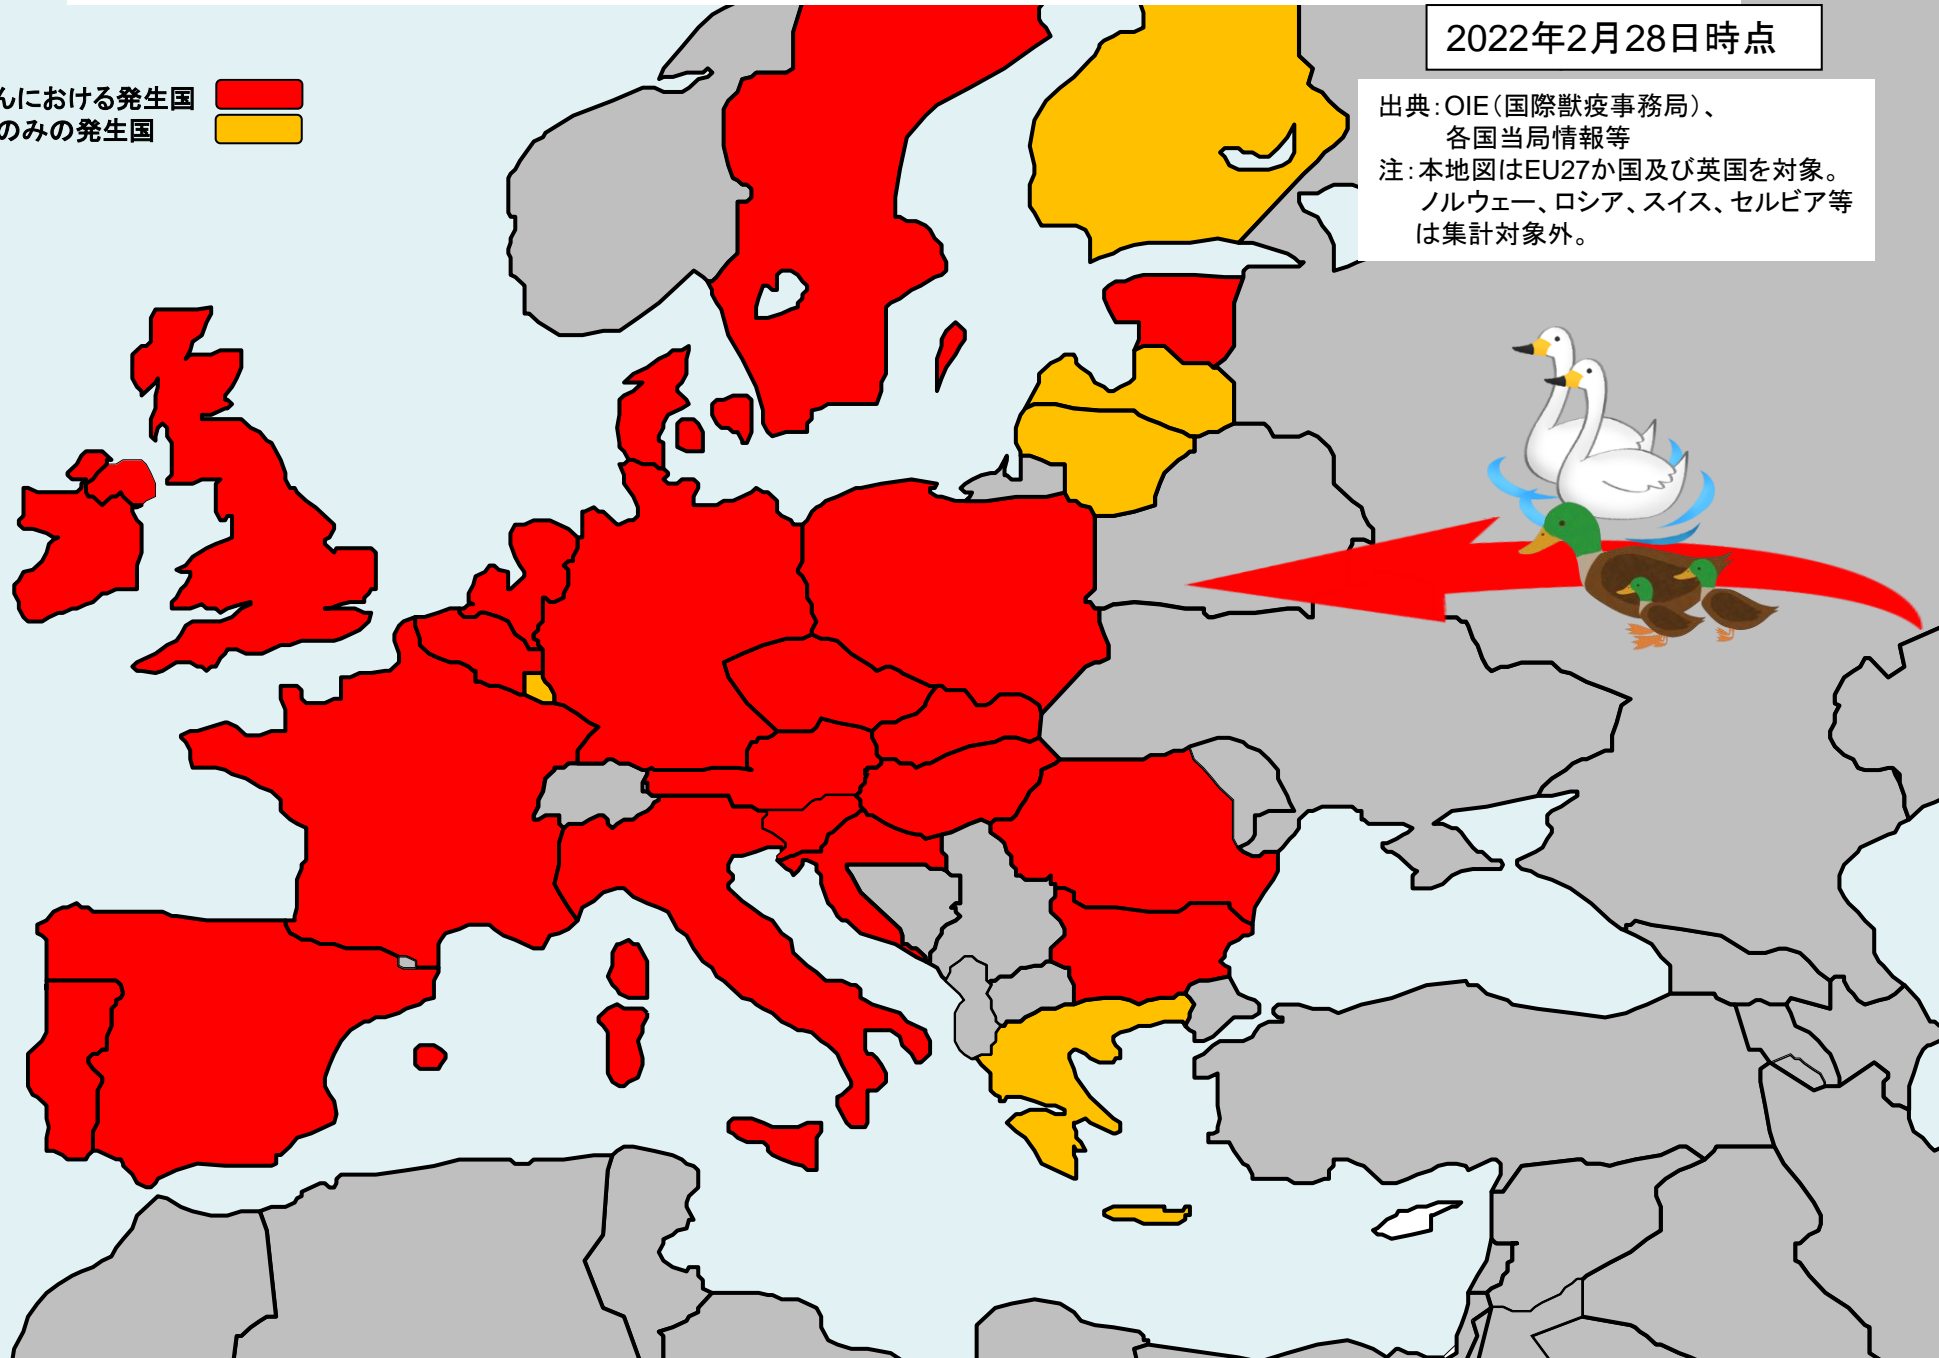 2022年2月28日時点
んにおける発生国
のみの発生国
出典：OIE（国際獣疫事務局）、
各国当局情報等
注：本地図はEU27か国及び英国を対象。
ノルウェー、ロシア、スイス、セルビア等
は集計対象外。